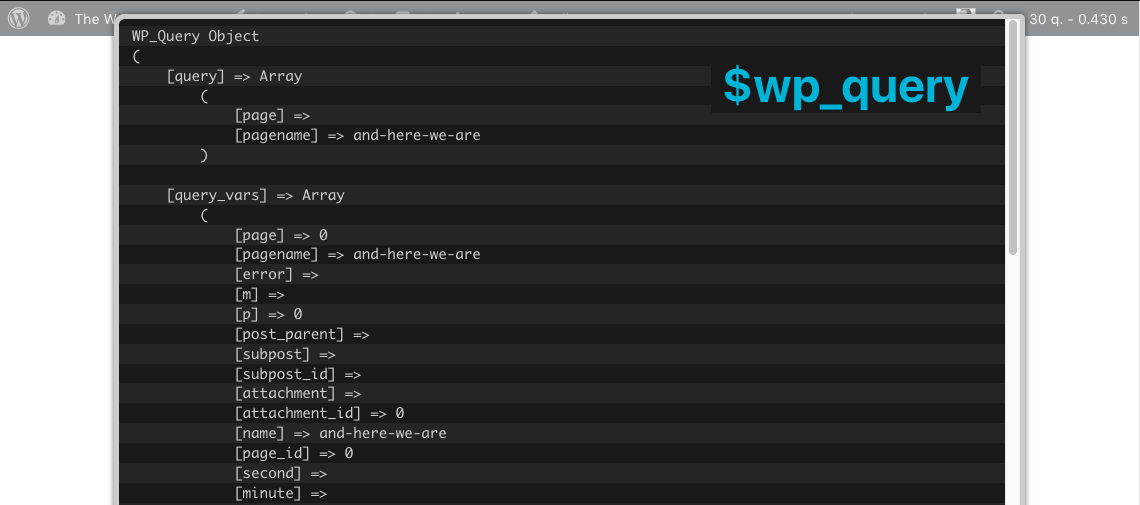 The W
30 q. - 0.430 s
WP_Query Object
(
[query] => Array
$wp_query
(
[page] =>
[pagename] => and-here-we-are
)
[query_vars] => Array
(
[page] => 0
[pagename] => and-here-we-are
[error] =>
[m] =>
[p] => 0
[post_parent] =>
[subpost] =>
[subpost_id] =>
[attachment] =>
[attachment_id] => 0
[name] => and-here-we-are
[page_id] => 0
[second] =>
[minute] =>